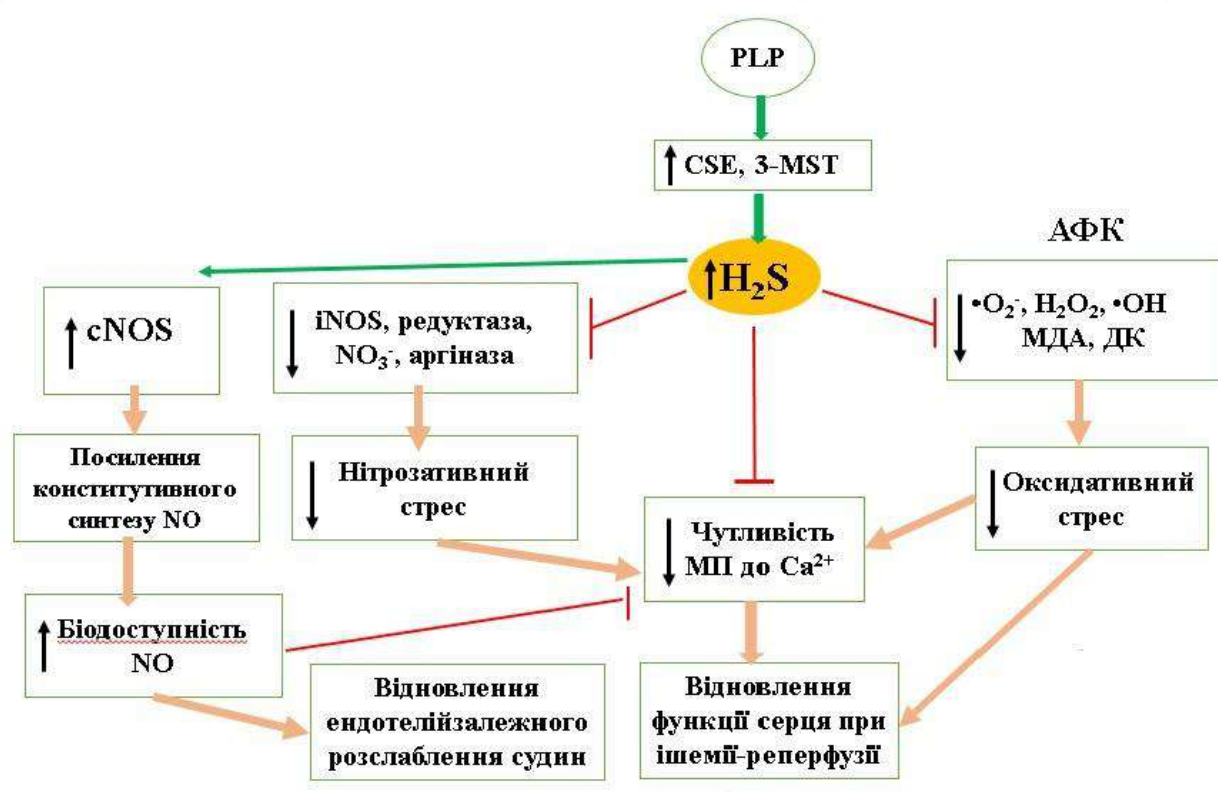 PLP
↑ CSE, 3-MST
АФК
↑H₂S
↑ cNOS
↓ iNOS, редуктаза,
NO₃⁻, аргіназа
↓ •O₂⁻, H₂O₂, •OH
МДА, ДК
Посилення
конститутивного
синтезу NO
↓ Нітрозативний
стрес
↓ Чутливість
МП до Ca²⁺
↓ Оксидативний
стрес
↑ Біодоступність
NO
Відновлення
ендотелійзалежного
розслаблення судин
Відновлення
функції серця при
ішемії-реперфузії